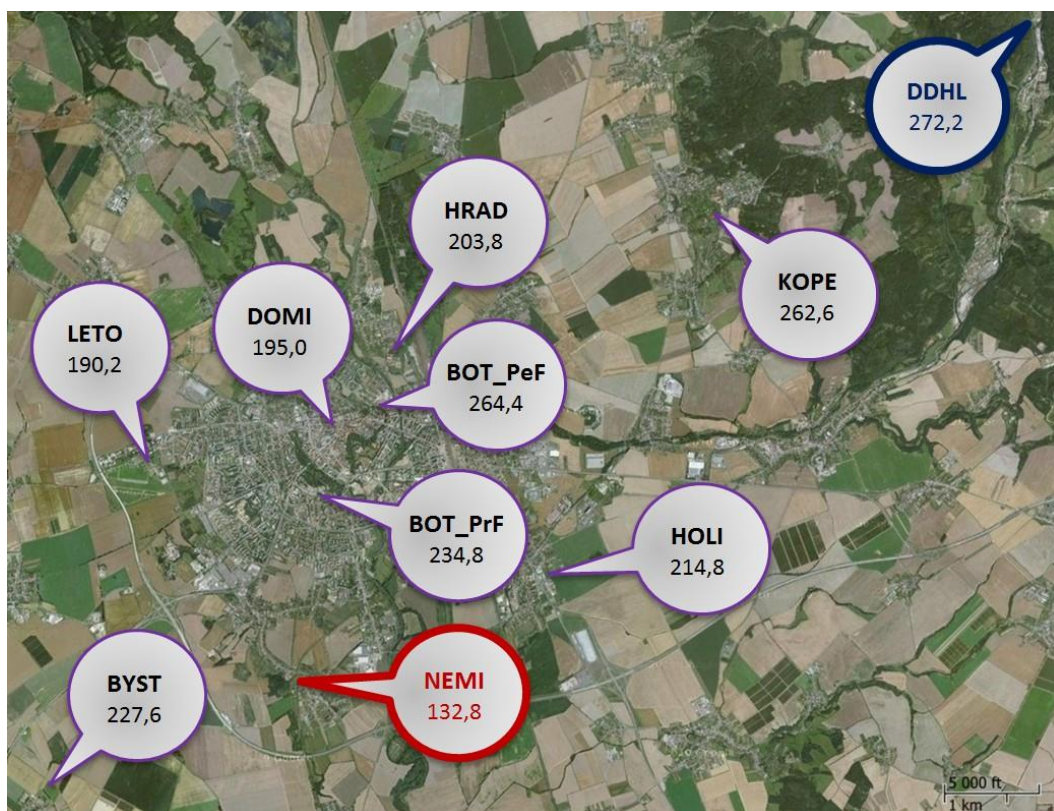 DDHL
272,2
HRAD
203,8
KOPE
262,6
LETO
190,2
DOMI
195,0
BOT_PeF
264,4
BOT_PrF
234,8
HOLI
214,8
BYST
227,6
NEMI
132,8
5 000 ft
1 km